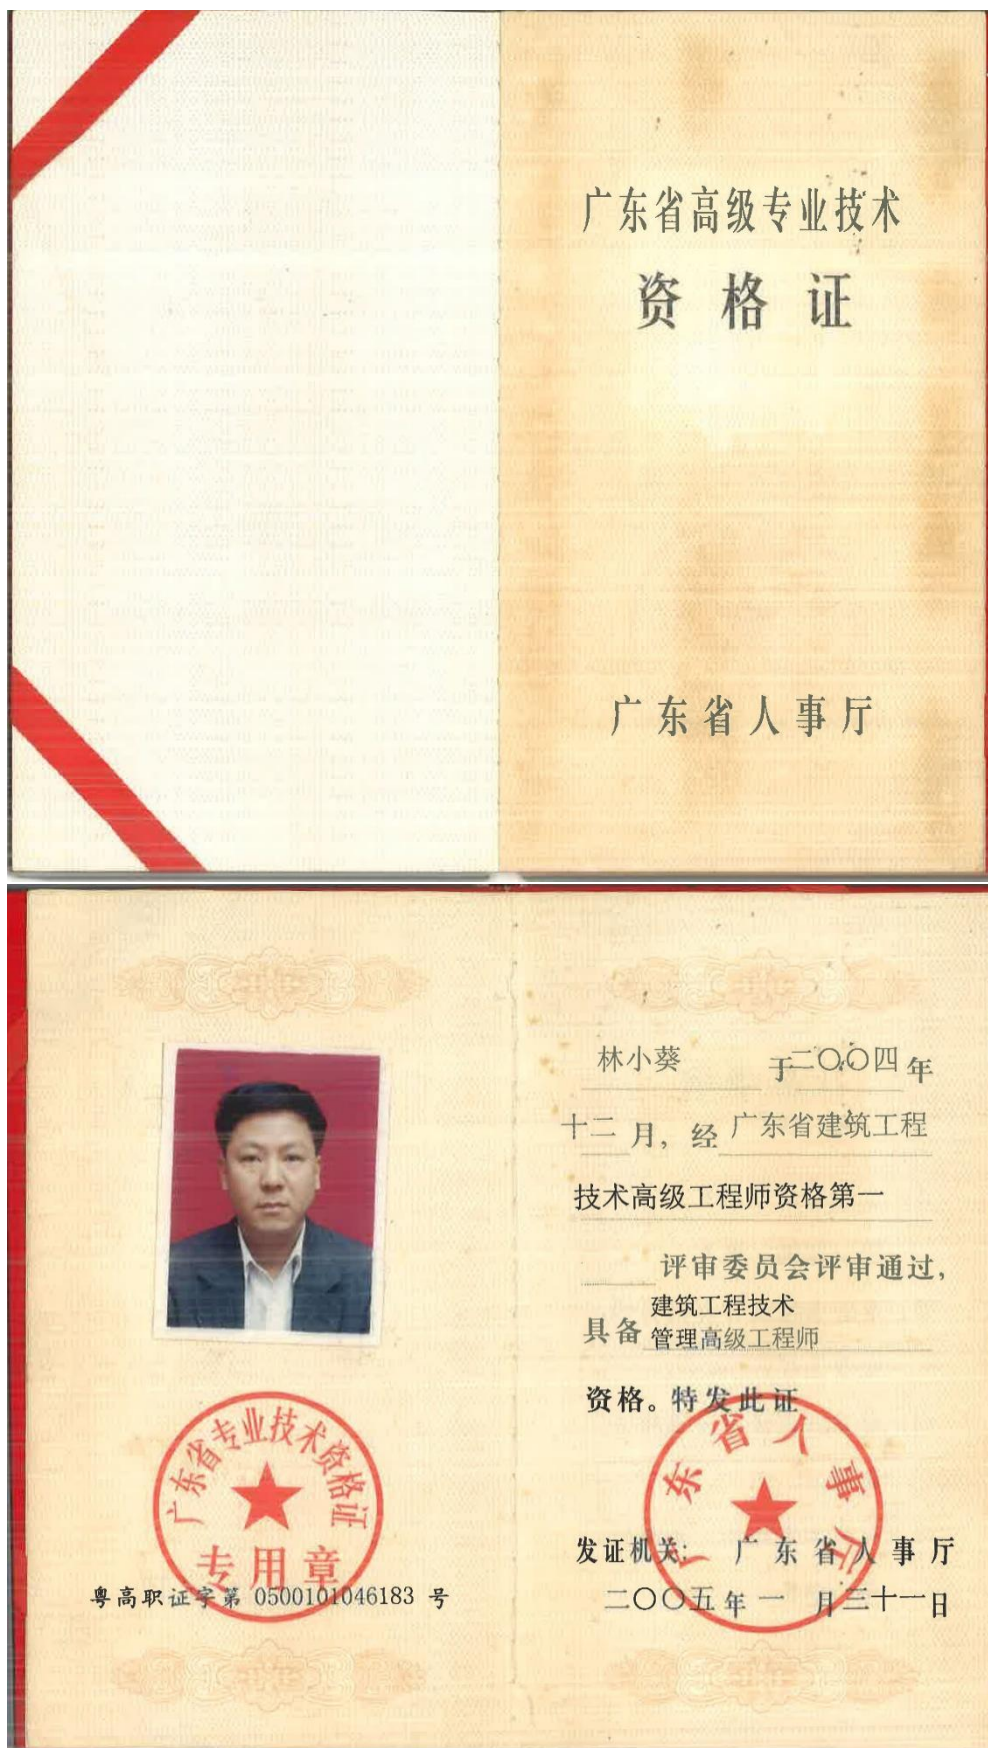 广东省高级专业技术
资格证
广东省人事厅
林小葵 于二〇〇四年
十二月，经广东省建筑工程
技术高级工程师资格第一
评审委员会评审通过，
具备建筑工程技术
管理高级工程师
资格。特发此证
广东省专业技术资格证
专用章
粤高职证字第 0500101046183 号
广东省人事厅
发证机关： 广东省人事厅
二〇〇五年一月三十一日